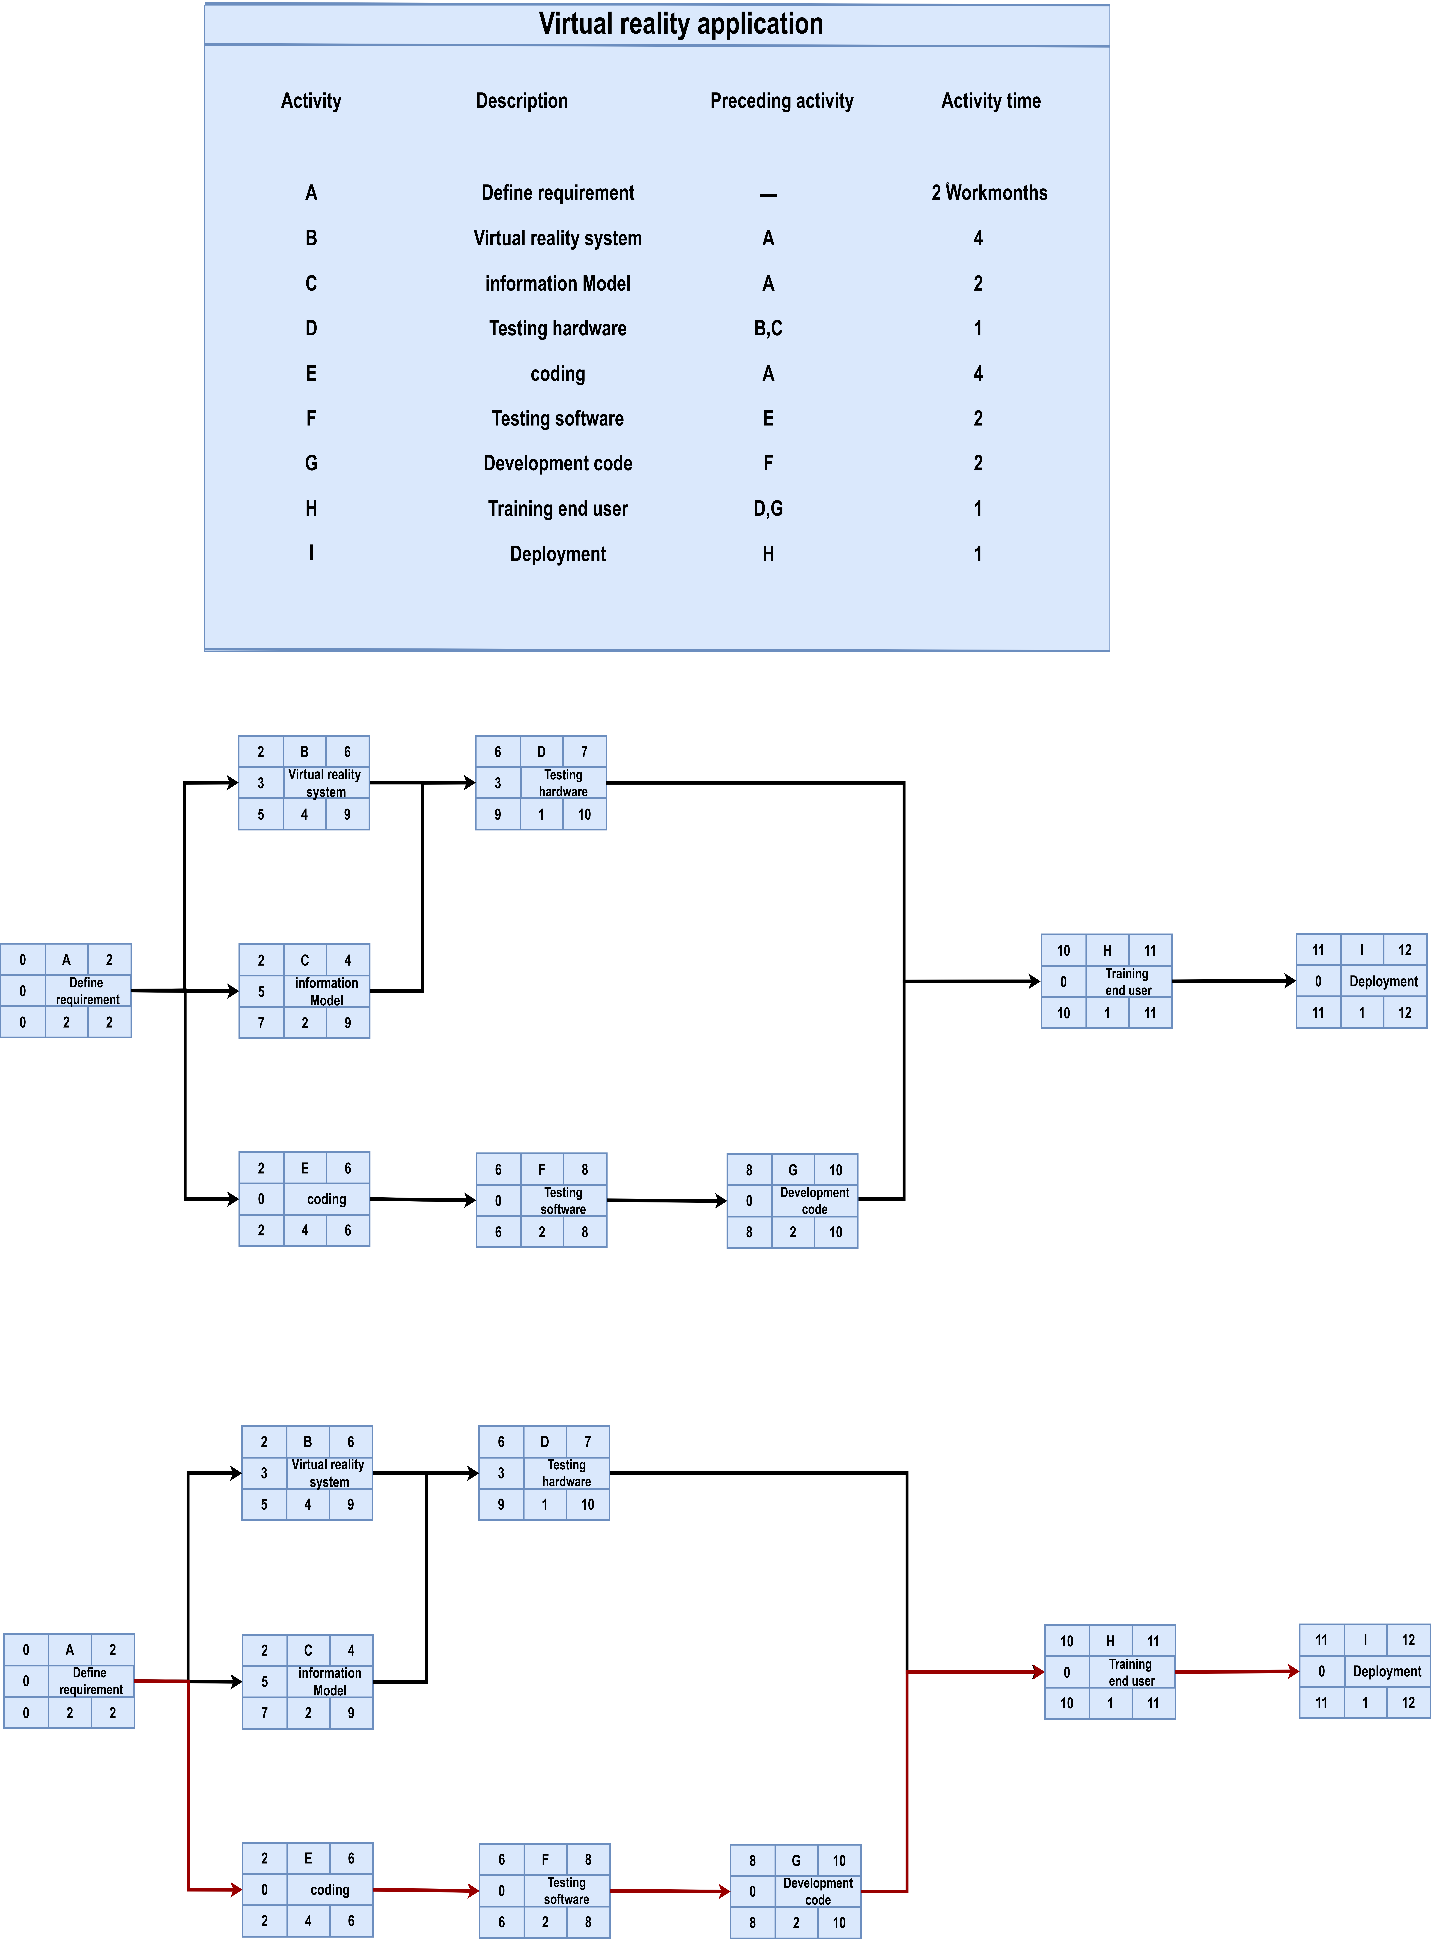 Virtual reality application
Activity Description Preceding activity Activity time
A Define requirement — 2 Workmonths
B Virtual reality system A 4
C information Model A 2
D Testing hardware B,C 1
E coding A 4
F Testing software E 2
G Development code F 2
H Training end user D,G 1
I Deployment H 1
2 B 6
3 Virtual reality
system
5 4 9
6 D 7
3 Testing
hardware
9 1 10
0 A 2
0 Define
requirement
0 2 2
2 C 4
5 information
Model
7 2 9
10 H 11
0 Training
end user
10 1 11
11 I 12
0 Deployment
11 1 12
2 E 6
0 coding
2 4 6
6 F 8
0 Testing
software
6 2 8
8 G 10
0 Development
code
8 2 10
2 B 6
3 Virtual reality
system
5 4 9
6 D 7
3 Testing
hardware
9 1 10
0 A 2
0 Define
requirement
0 2 2
2 C 4
5 information
Model
7 2 9
10 H 11
0 Training
end user
10 1 11
11 I 12
0 Deployment
11 1 12
2 E 6
0 coding
2 4 6
6 F 8
0 Testing
software
6 2 8
8 G 10
0 Development
code
8 2 10